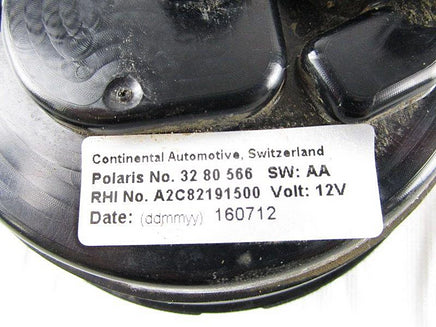 Continental Automotive, Switzerland
Polaris No. 32 80 566 SW: AA
RHI No. A2C82191500 Volt: 12V
Date: (ddmmyy) 160712